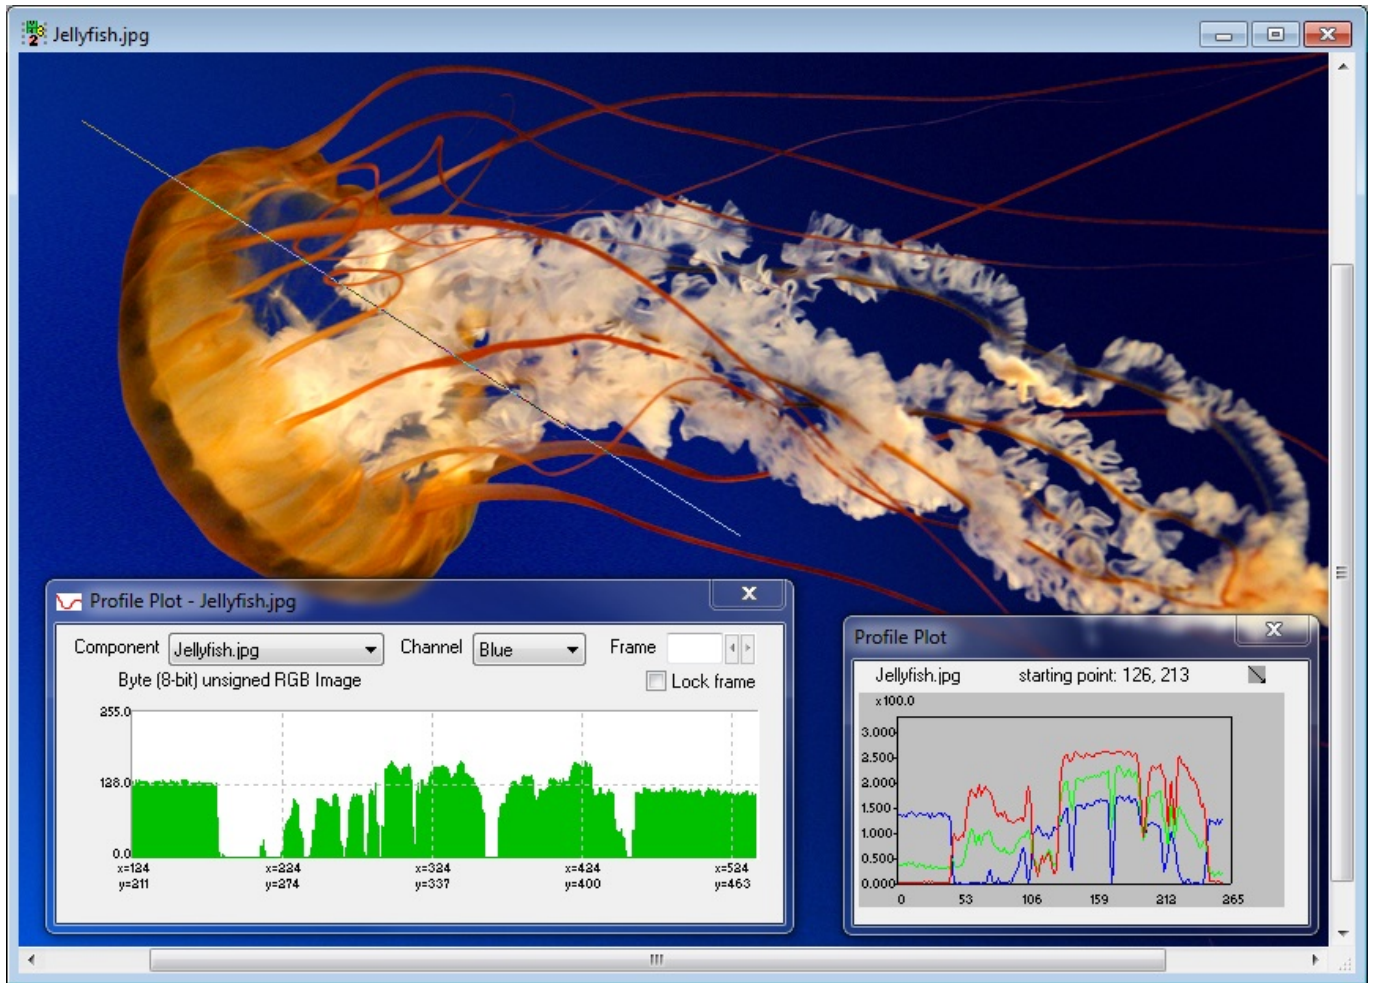 Jellyfish.jpg
Profile Plot - Jellyfish.jpg
Component Jellyfish.jpg Channel Blue Frame
Byte (8-bit) unsigned RGB Image Lock frame
255.0
128.0
0.0
x=124 x=224 x=324 x=424 x=524
y=211 y=274 y=337 y=400 y=463
Profile Plot
Jellyfish.jpg starting point: 126, 213
x100.0
3.000
2.500
2.000
1.500
1.000
0.500
0.000
0 53 106 159 212 265